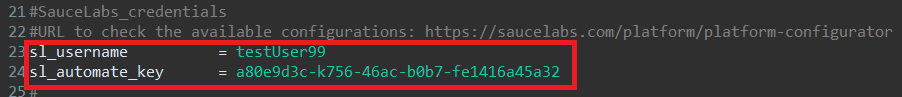 21 #SauceLabs_credentials
22 #URL to check the available configurations: https://saucelabs.com/platform/platform-configurator
23 sl_username = testUser99
24 sl_automate_key = a80e9d3c-k756-46ac-b0b7-fe1416a45a32
25 #